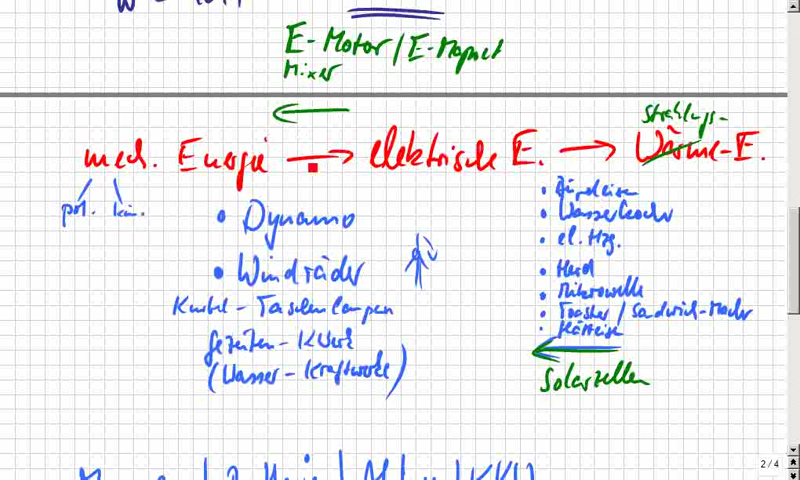 E-Motor/E-Magnet
Mixer
Strahlungs-
mech. Energie → elektrische E. → Wärme-E.
pot. kin.
• Dynamo
• Windräder
Kurbel-Taschenlampen
Gezeiten-KWerk
(Wasser-Kraftwerk)
• Bügeleisen
• Wasserkocher
• el. Hzg.
• Herd
• Mikrowelle
• Toaster/Sandwich-Macher
• Glätteisen
Solarzellen
2/4